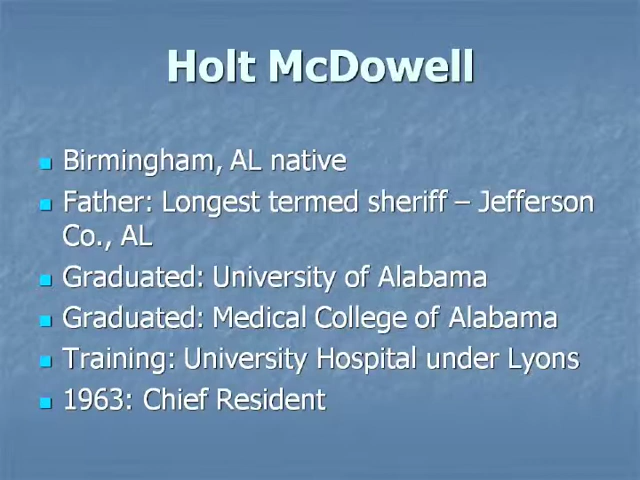 Holt McDowell
Birmingham, AL native
Father: Longest termed sheriff – Jefferson
Co., AL
Graduated: University of Alabama
Graduated: Medical College of Alabama
Training: University Hospital under Lyons
1963: Chief Resident